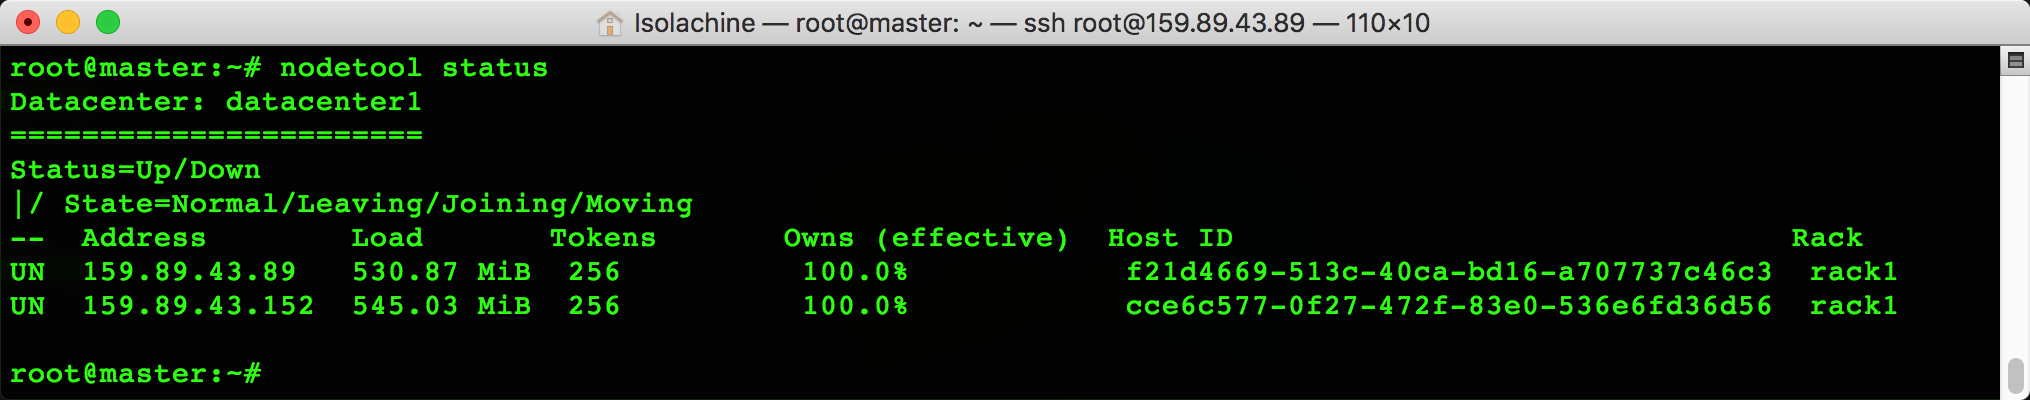 lsolachine — root@master: ~ — ssh root@159.89.43.89 — 110×10
root@master:~# nodetool status
Datacenter: datacenter1
=======================
Status=Up/Down
|/ State=Normal/Leaving/Joining/Moving
--  Address        Load       Tokens       Owns (effective)  Host ID                               Rack
UN  159.89.43.89   530.87 MiB  256          100.0%            f21d4669-513c-40ca-bd16-a707737c46c3  rack1
UN  159.89.43.152  545.03 MiB  256          100.0%            cce6c577-0f27-472f-83e0-536e6fd36d56  rack1
root@master:~#